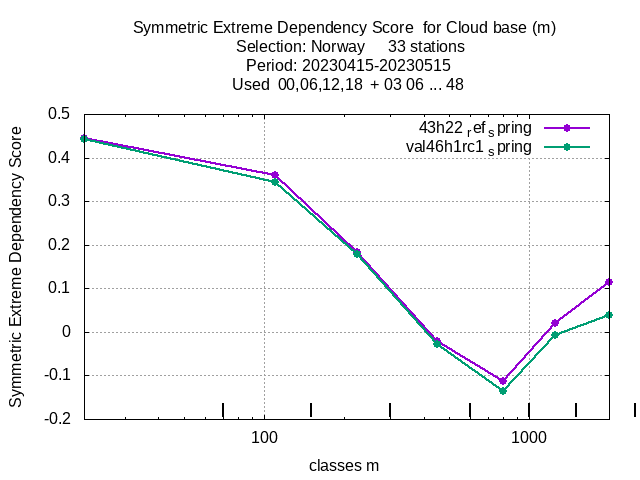 Symmetric Extreme Dependency Score for Cloud base (m)
Selection: Norway 33 stations
Period: 20230415-20230515
Used 00,06,12,18 + 03 06 ... 48
43h22 ref spring
val46h1rc1 spring
Symmetric Extreme Dependency Score
0.5
0.4
0.3
0.2
0.1
0
-0.1
-0.2
100 1000
classes m